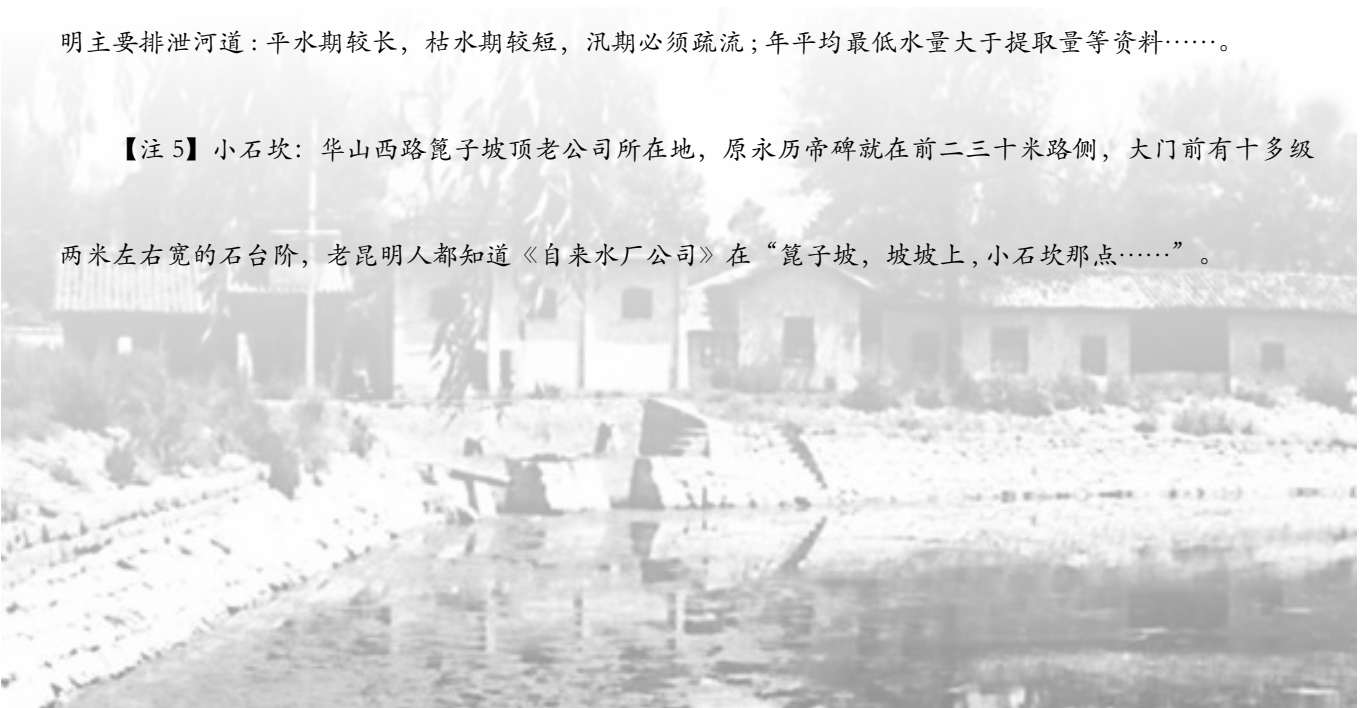 明主要排泄河道：平水期较长，枯水期较短，汛期必须疏流；年平均最低水量大于提取量等资料……。
【注 5】小石坎：华山西路篦子坡顶老公司所在地，原永历帝碑就在前二三十米路侧，大门前有十多级
两米左右宽的石台阶，老昆明人都知道《自来水厂公司》在“篦子坡，坡坡上，小石坎那点……”。